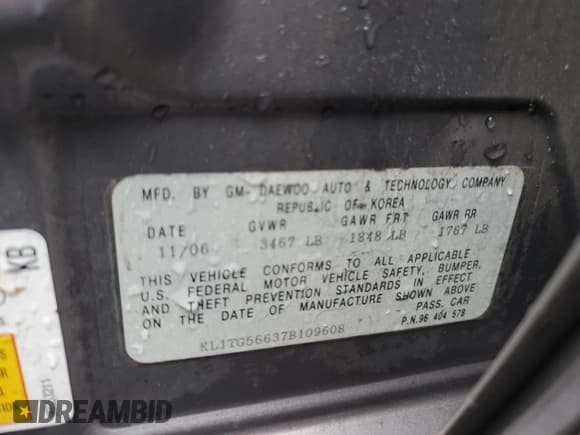 MFD. BY GM-DAEWOO AUTO & TECHNOLOGY COMPANY
REPUBLIC OF KOREA
DATE GVWR GAWR FRT GAWR RR
11/06 3467 LB 1848 LB 1767 LB
THIS VEHICLE CONFORMS TO ALL APPLICABLE
U.S. FEDERAL MOTOR VEHICLE SAFETY, BUMPER,
AND THEFT PREVENTION STANDARDS IN EFFECT
ON THE DATE OF MANUFACTURE SHOWN ABOVE
PASS. CAR
KL1TG56637B109608
P.N.96 404 578
KB
DREAMBID